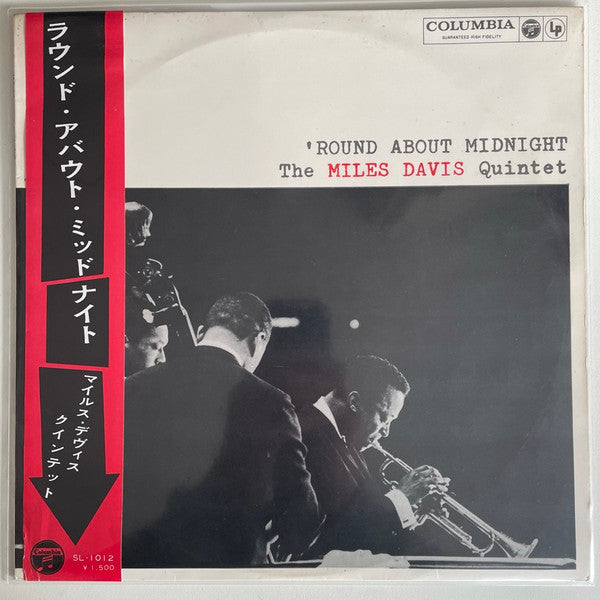 ラウンド・アバウト・ミッドナイト
マイルス・デヴィス
クインテット
Columbia
SL-1012
¥1,500
COLUMBIA
GUARANTEED HIGH FIDELITY
LP
'ROUND ABOUT MIDNIGHT
The MILES DAVIS Quintet